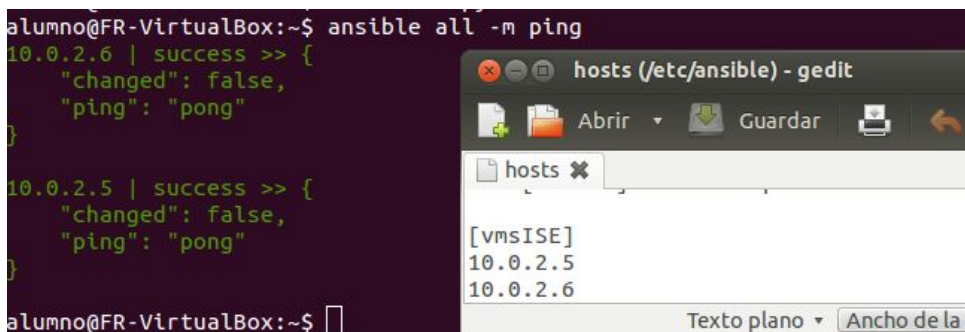 alumno@FR-VirtualBox:~$ ansible all -m ping
10.0.2.6 | success >> {
    "changed": false,
    "ping": "pong"
}
10.0.2.5 | success >> {
    "changed": false,
    "ping": "pong"
}
alumno@FR-VirtualBox:~$
hosts (/etc/ansible) - gedit
Abrir Guardar
hosts
[vmsISE]
10.0.2.5
10.0.2.6
Texto plano Ancho de la